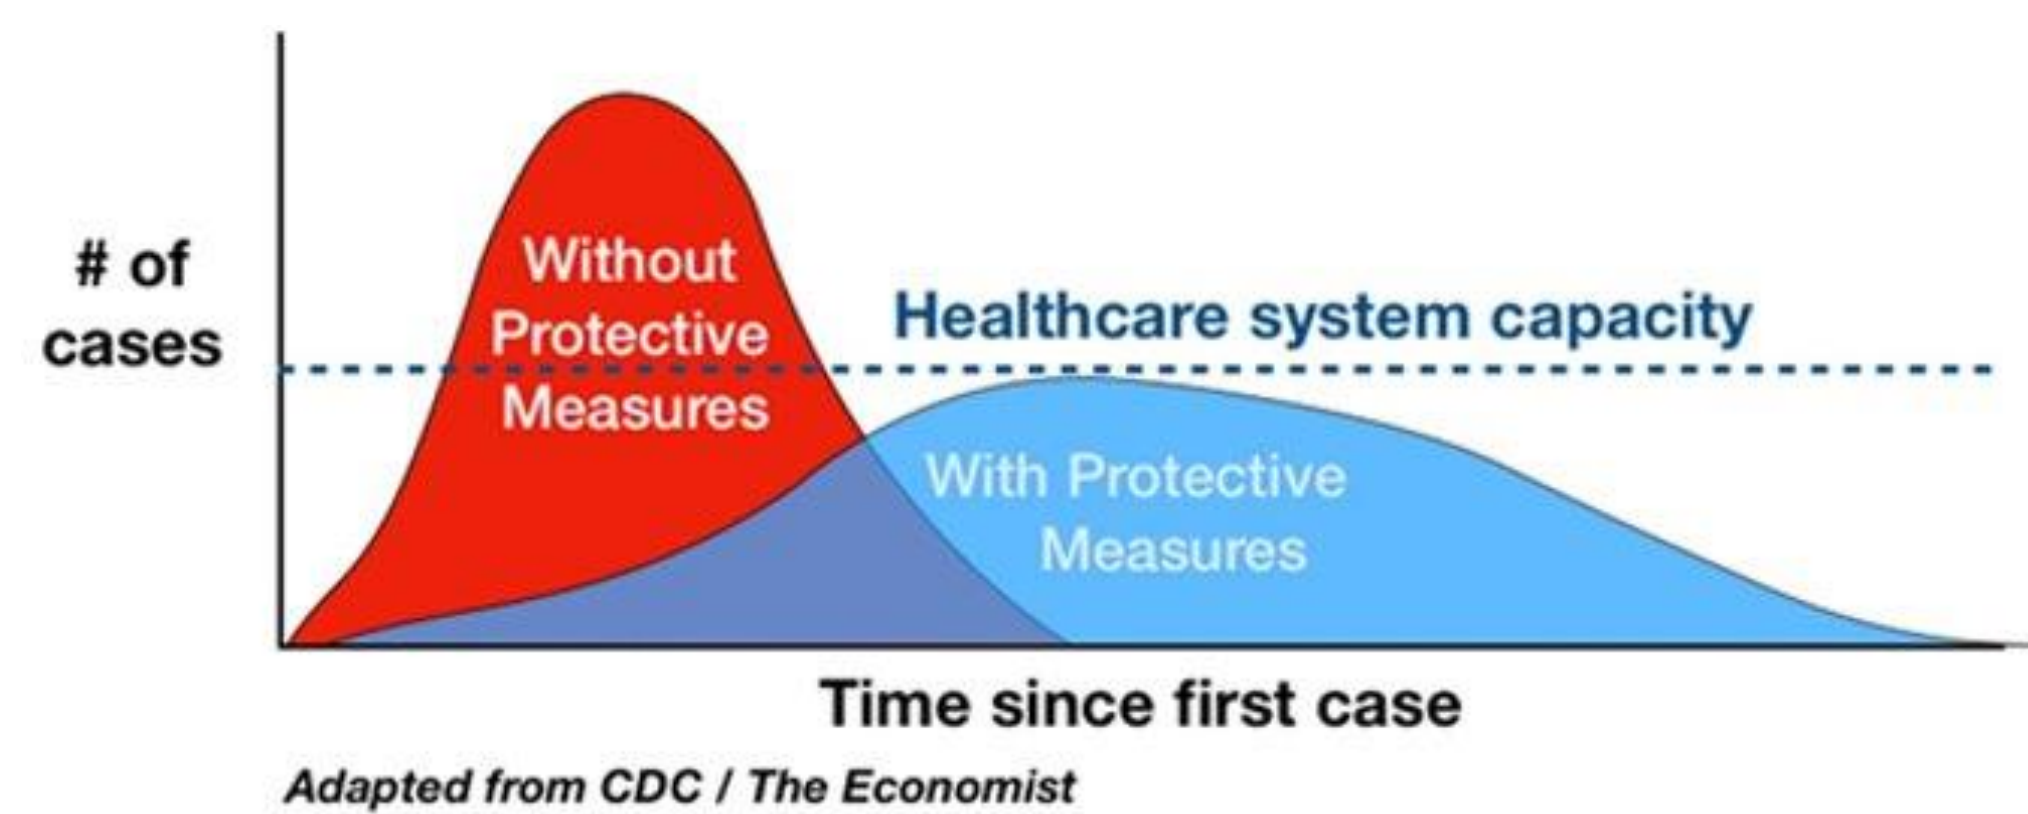 # of
cases
Without
Protective
Measures
Healthcare system capacity
With Protective
Measures
Time since first case
Adapted from CDC / The Economist